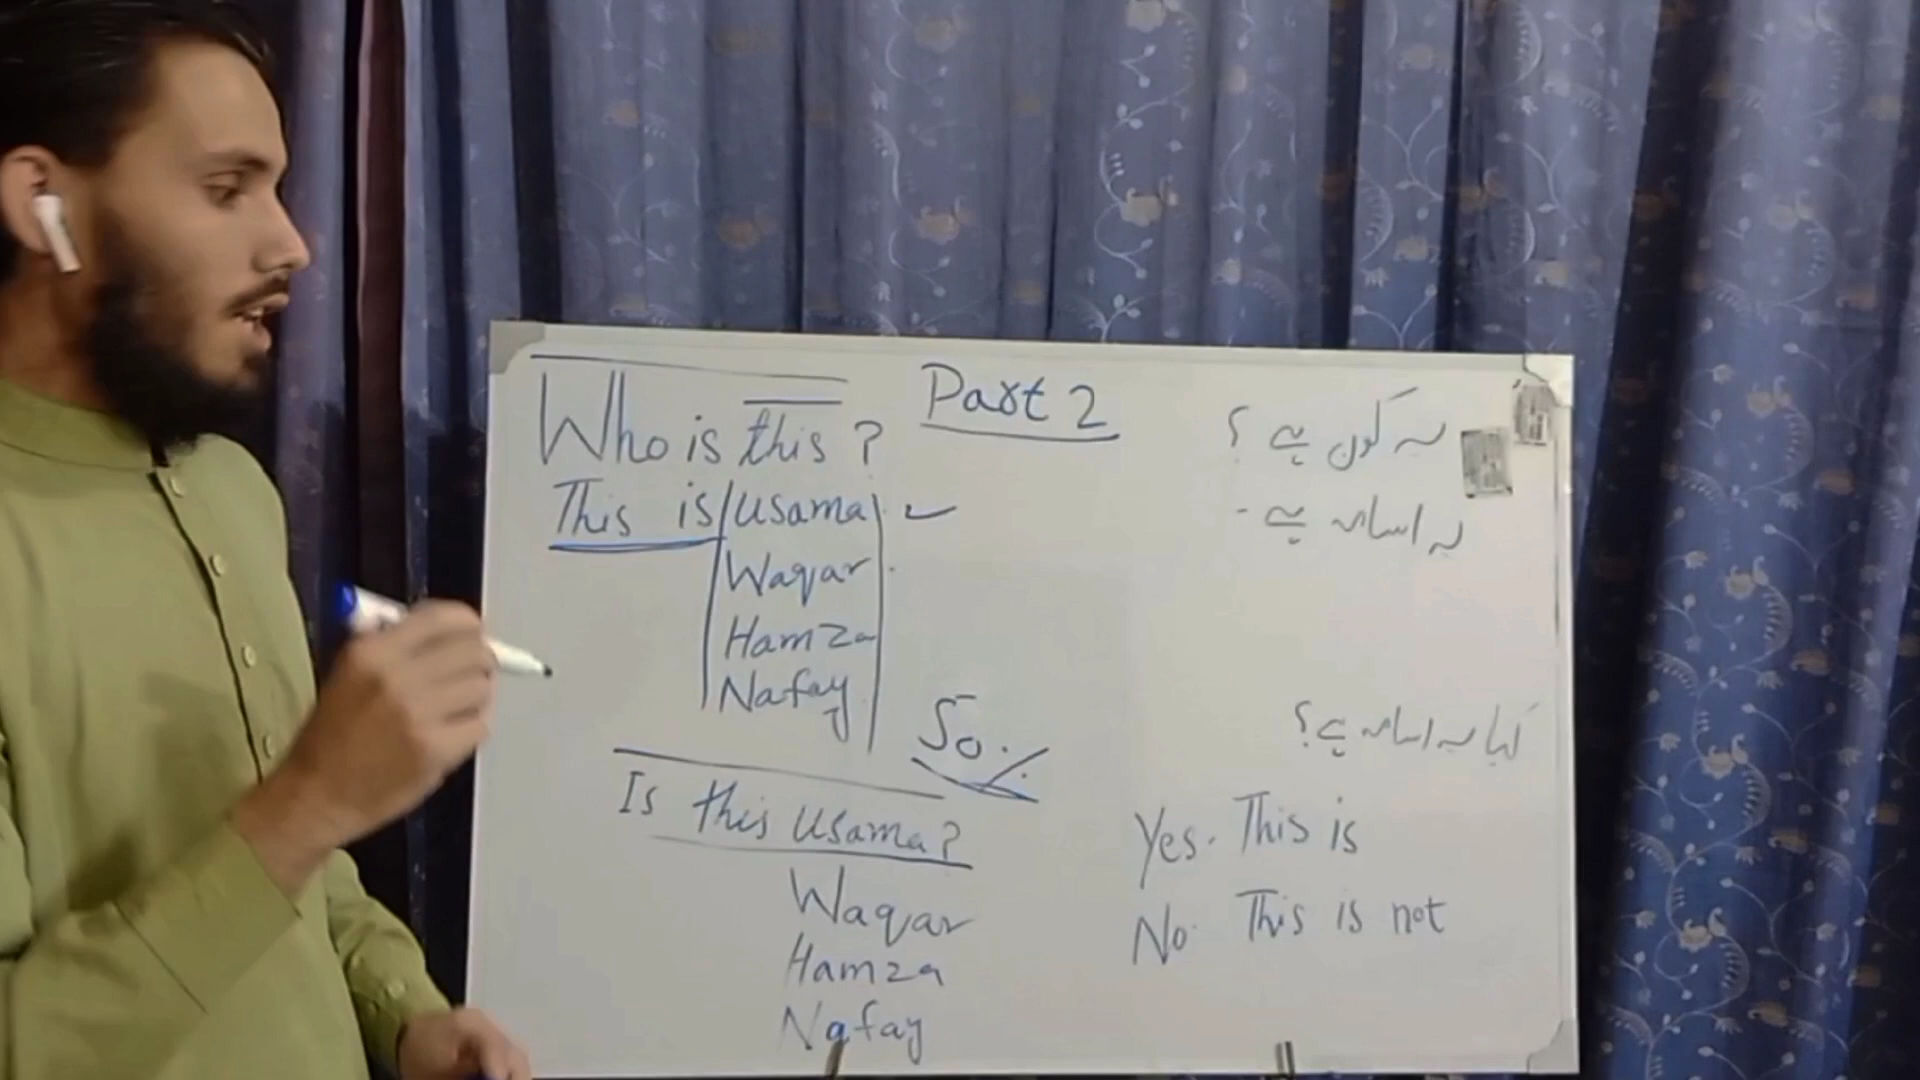 Part 2
Who is this?
This is Usama
Waqar
Hamza
Nafay
50%
Is this Usama?
Waqar
Hamza
Nafay
یہ کون ہے؟
یہ اسامہ ہے۔
کیا یہ اسامہ ہے؟
Yes. This is
No. This is not